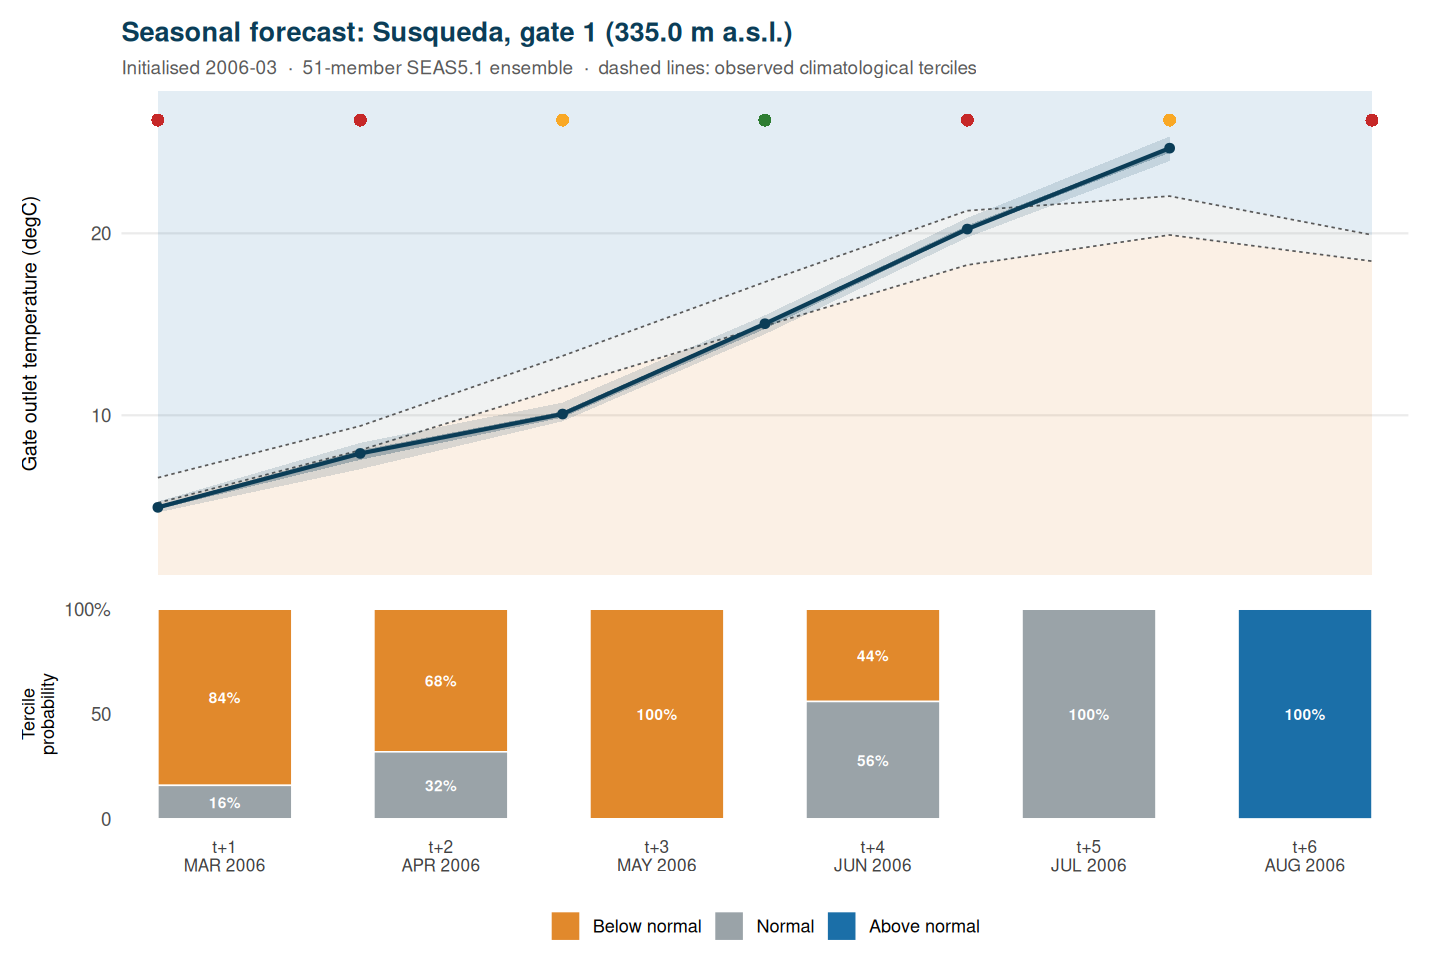 Seasonal forecast: Susqueda, gate 1 (335.0 m a.s.l.)
Initialised 2006-03 · 51-member SEAS5.1 ensemble · dashed lines: observed climatological terciles
Gate outlet temperature (degC)
20
10
Tercile
probability
100%
50
0
84%
16%
68%
32%
100%
44%
56%
100%
100%
t+1
MAR 2006
t+2
APR 2006
t+3
MAY 2006
t+4
JUN 2006
t+5
JUL 2006
t+6
AUG 2006
Below normal
Normal
Above normal